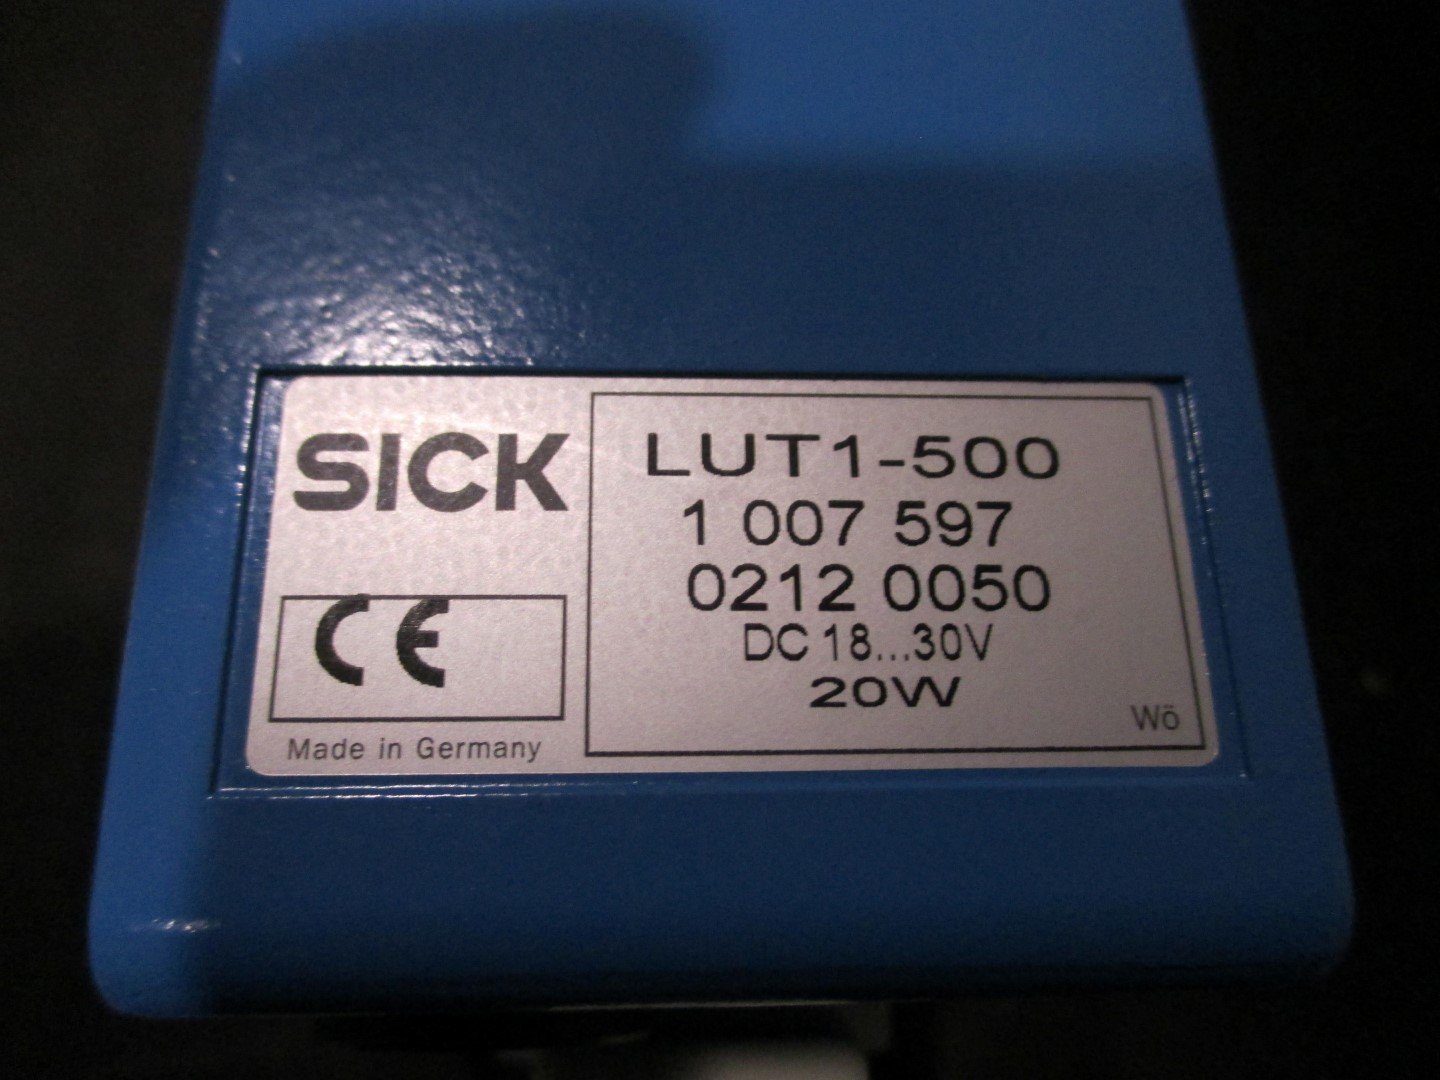 SICK
CE
Made in Germany
LUT1-500
1 007 597
0212 0050
DC 18...30V
20W
Wö